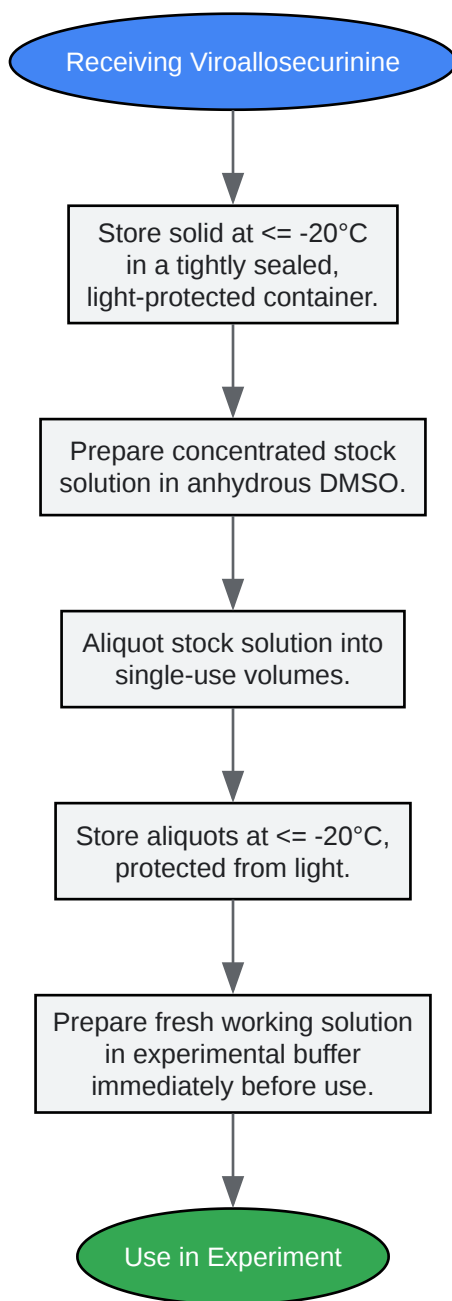 Receiving Viroallosecurinine
Store solid at <= -20°C
in a tightly sealed,
light-protected container.
Prepare concentrated stock
solution in anhydrous DMSO.
Aliquot stock solution into
single-use volumes.
Store aliquots at <= -20°C,
protected from light.
Prepare fresh working solution
in experimental buffer
immediately before use.
Use in Experiment